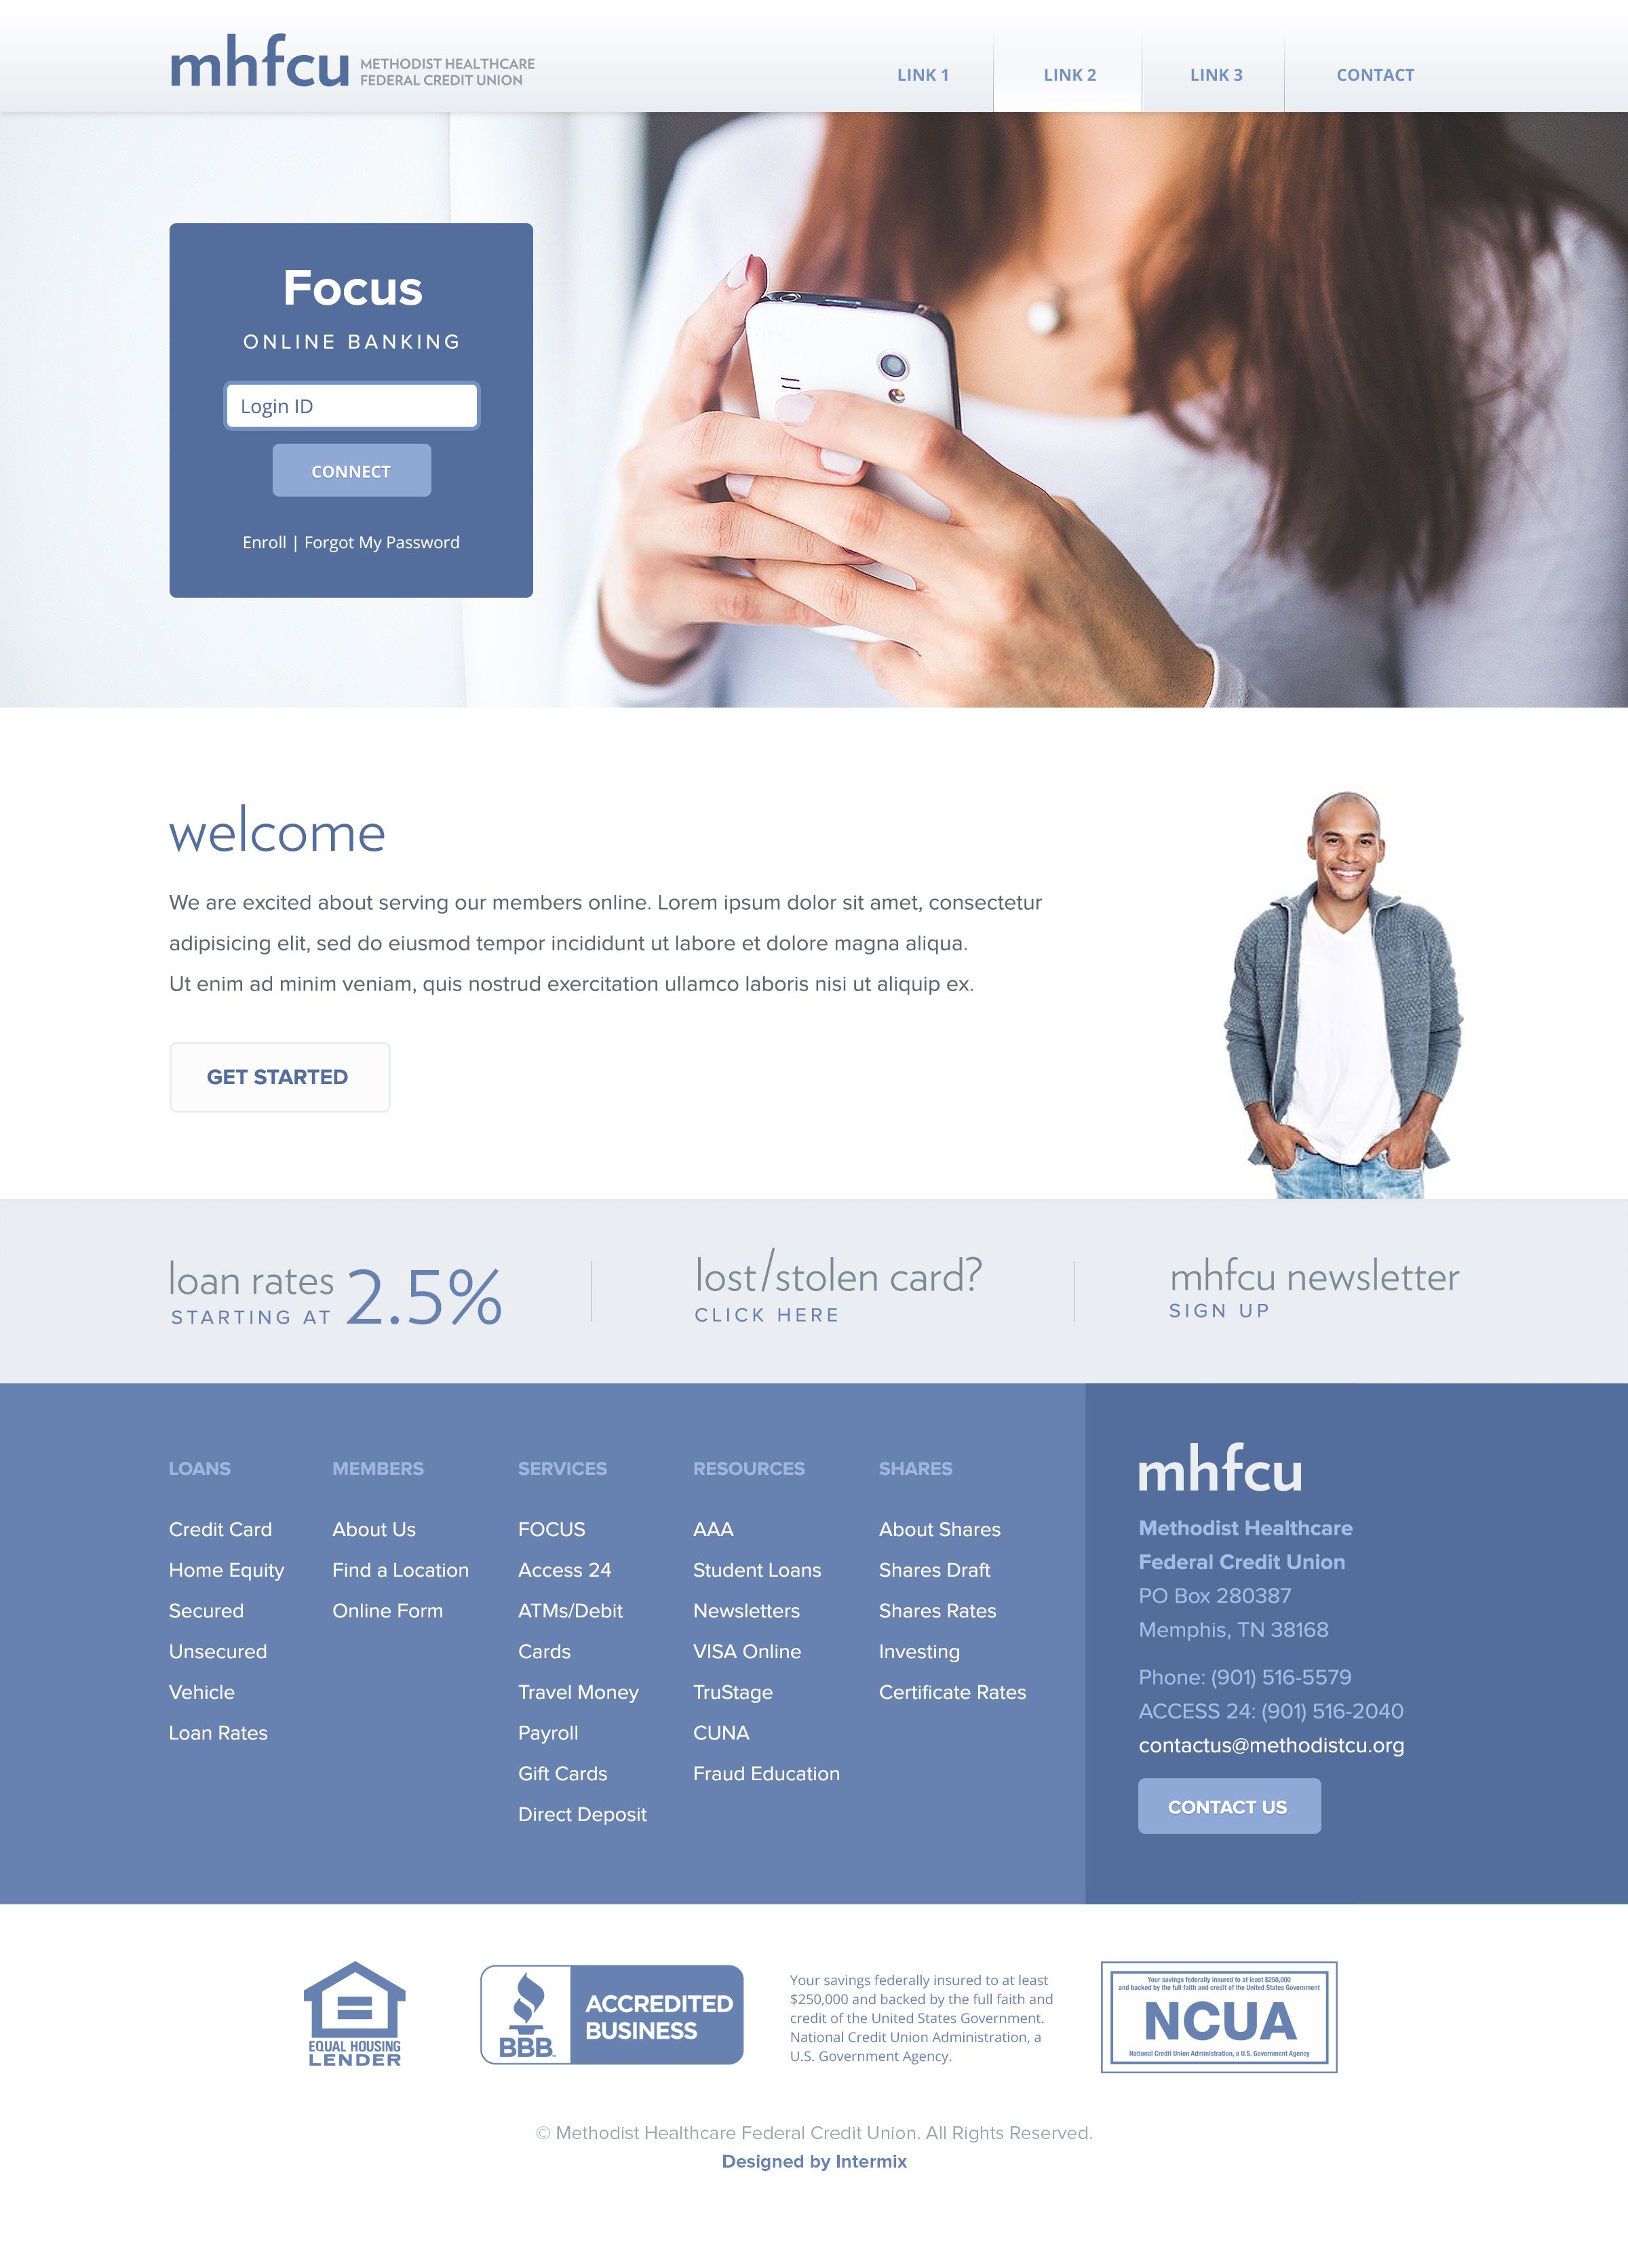 mhfcu METHODIST HEALTHCARE
FEDERAL CREDIT UNION
LINK 1
LINK 2
LINK 3
CONTACT
Focus
ONLINE BANKING
Login ID
CONNECT
Enroll | Forgot My Password
welcome
We are excited about serving our members online. Lorem ipsum dolor sit amet, consectetur
adipisicing elit, sed do eiusmod tempor incididunt ut labore et dolore magna aliqua.
Ut enim ad minim veniam, quis nostrud exercitation ullamco laboris nisi ut aliquip ex.
GET STARTED
loan rates
STARTING AT
2.5%
lost/stolen card?
CLICK HERE
mhfcu newsletter
SIGN UP
LOANS
Credit Card
Home Equity
Secured
Unsecured
Vehicle
Loan Rates
MEMBERS
About Us
Find a Location
Online Form
SERVICES
FOCUS
Access 24
ATMs/Debit
Cards
Travel Money
Payroll
Gift Cards
Direct Deposit
RESOURCES
AAA
Student Loans
Newsletters
VISA Online
TruStage
CUNA
Fraud Education
SHARES
About Shares
Shares Draft
Shares Rates
Investing
Certificate Rates
mhfcu
Methodist Healthcare
Federal Credit Union
PO Box 280387
Memphis, TN 38168
Phone: (901) 516-5579
ACCESS 24: (901) 516-2040
contactus@methodistcu.org
CONTACT US
EQUAL HOUSING
LENDER
BBB
ACCREDITED
BUSINESS
Your savings federally insured to at least
$250,000 and backed by the full faith and
credit of the United States Government.
National Credit Union Administration, a
U.S. Government Agency.
Your savings federally insured to at least $250,000
and backed by the full faith and credit of the United States Government
NCUA
National Credit Union Administration, a U.S. Government Agency
© Methodist Healthcare Federal Credit Union. All Rights Reserved.
Designed by Intermix